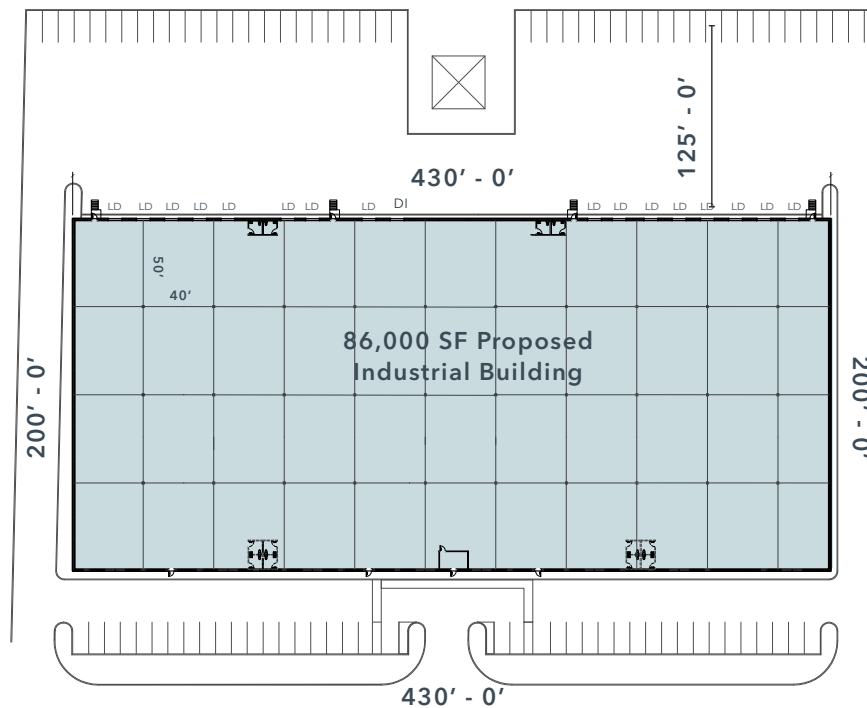 125' - 0'
430' - 0'
LD LD LD LD LD LD LD LD DI LD LD LD LD LD LD LD LD
50'
40'
86,000 SF Proposed
Industrial Building
200' - 0'
200' - 0'
430' - 0'